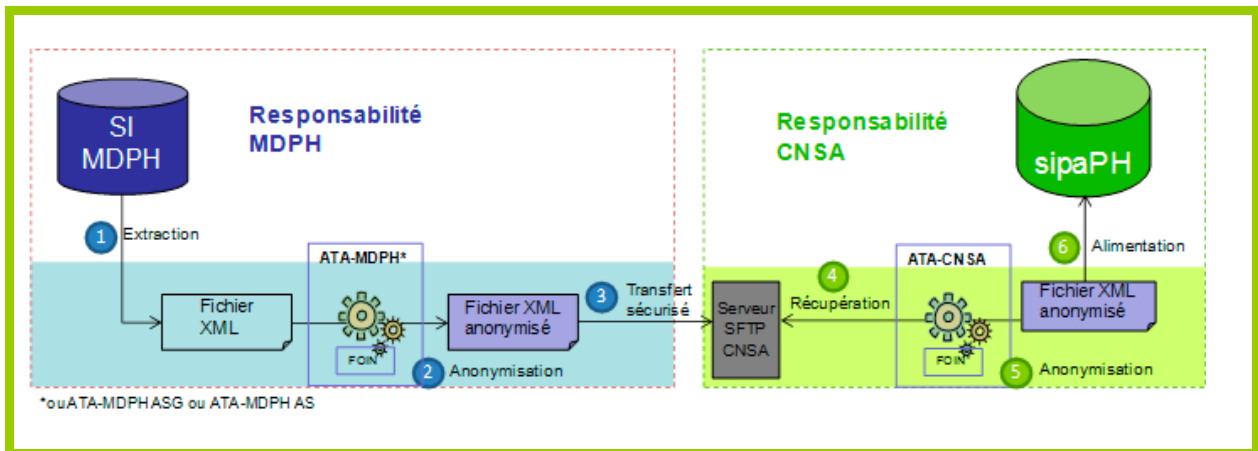 SI
MDPH
Responsabilité
MDPH
1
Extraction
Fichier
XML
ATA-MDPH*
FOIN
2
Anonymisation
Fichier XML
anonymisé
3
Transfert
sécurisé
Responsabilité
CNSA
sipaPH
Serveur
SFTP
CNSA
4
Récupération
ATA-CNSA
FOIN
5
Anonymisation
Fichier XML
anonymisé
6
Alimentation
*ou ATA-MDPH ASG ou ATA-MDPH AS